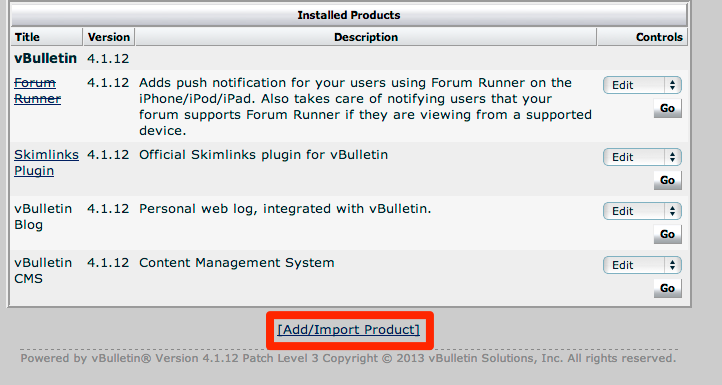 Installed Products
Title Version Description Controls
vBulletin 4.1.12
Forum 4.1.12 Adds push notification for your users using Forum Runner on the Edit
Runner iPhone/iPod/iPad. Also takes care of notifying users that your Go
forum supports Forum Runner if they are viewing from a supported
device.
Skimlinks 4.1.12 Official Skimlinks plugin for vBulletin Edit
Plugin Go
vBulletin 4.1.12 Personal web log, integrated with vBulletin. Edit
Blog Go
vBulletin 4.1.12 Content Management System Edit
CMS Go
[Add/Import Product]
Powered by vBulletin® Version 4.1.12 Patch Level 3 Copyright © 2013 vBulletin Solutions, Inc. All rights reserved.